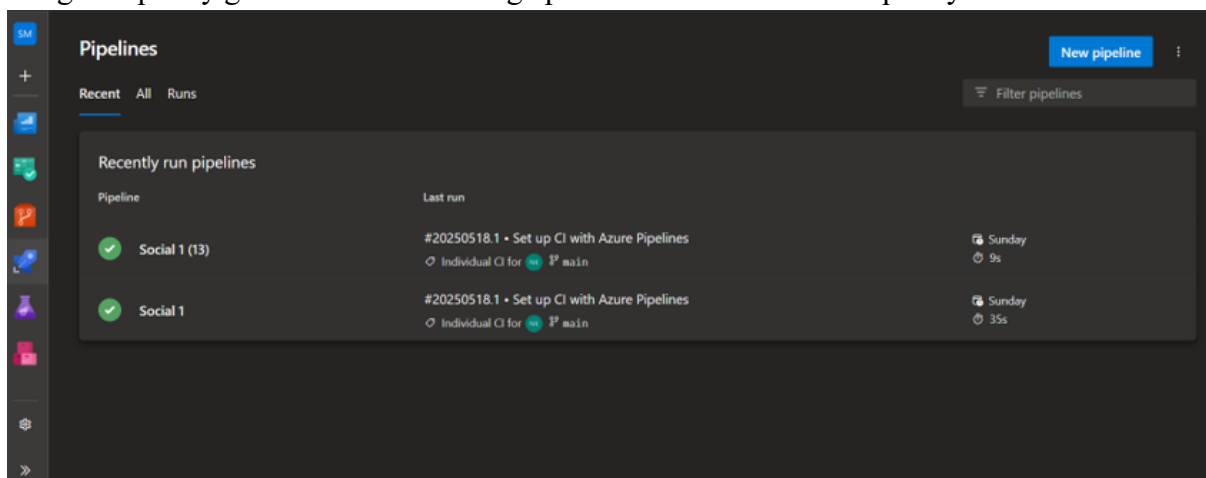 SM
Pipelines
New pipeline
Recent All Runs
Filter pipelines
Recently run pipelines
Pipeline Last run
Social 1 (13)
#20250518.1 • Set up CI with Azure Pipelines
Individual CI for main
Sunday
9s
Social 1
#20250518.1 • Set up CI with Azure Pipelines
Individual CI for main
Sunday
35s